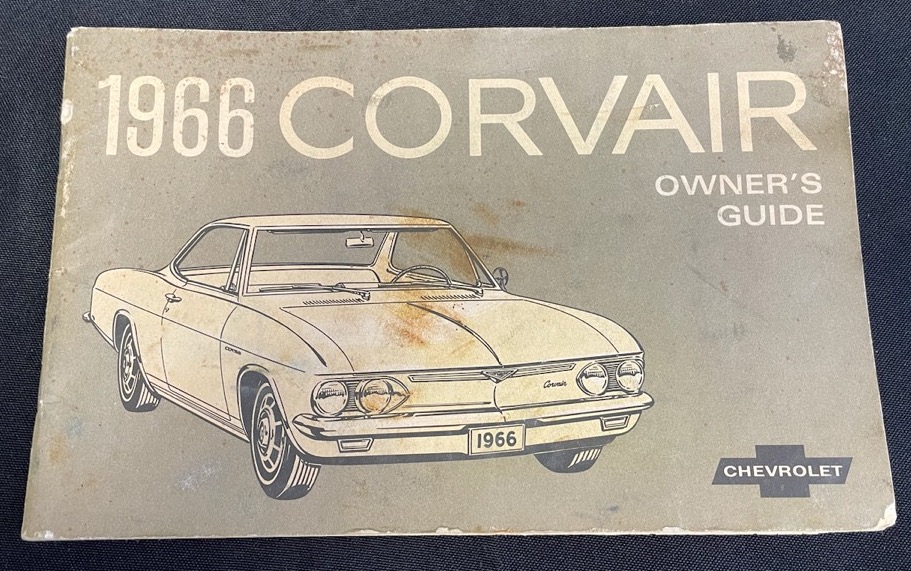 1966 CORVAIR
OWNER'S
GUIDE
Corvair
1966
CHEVROLET